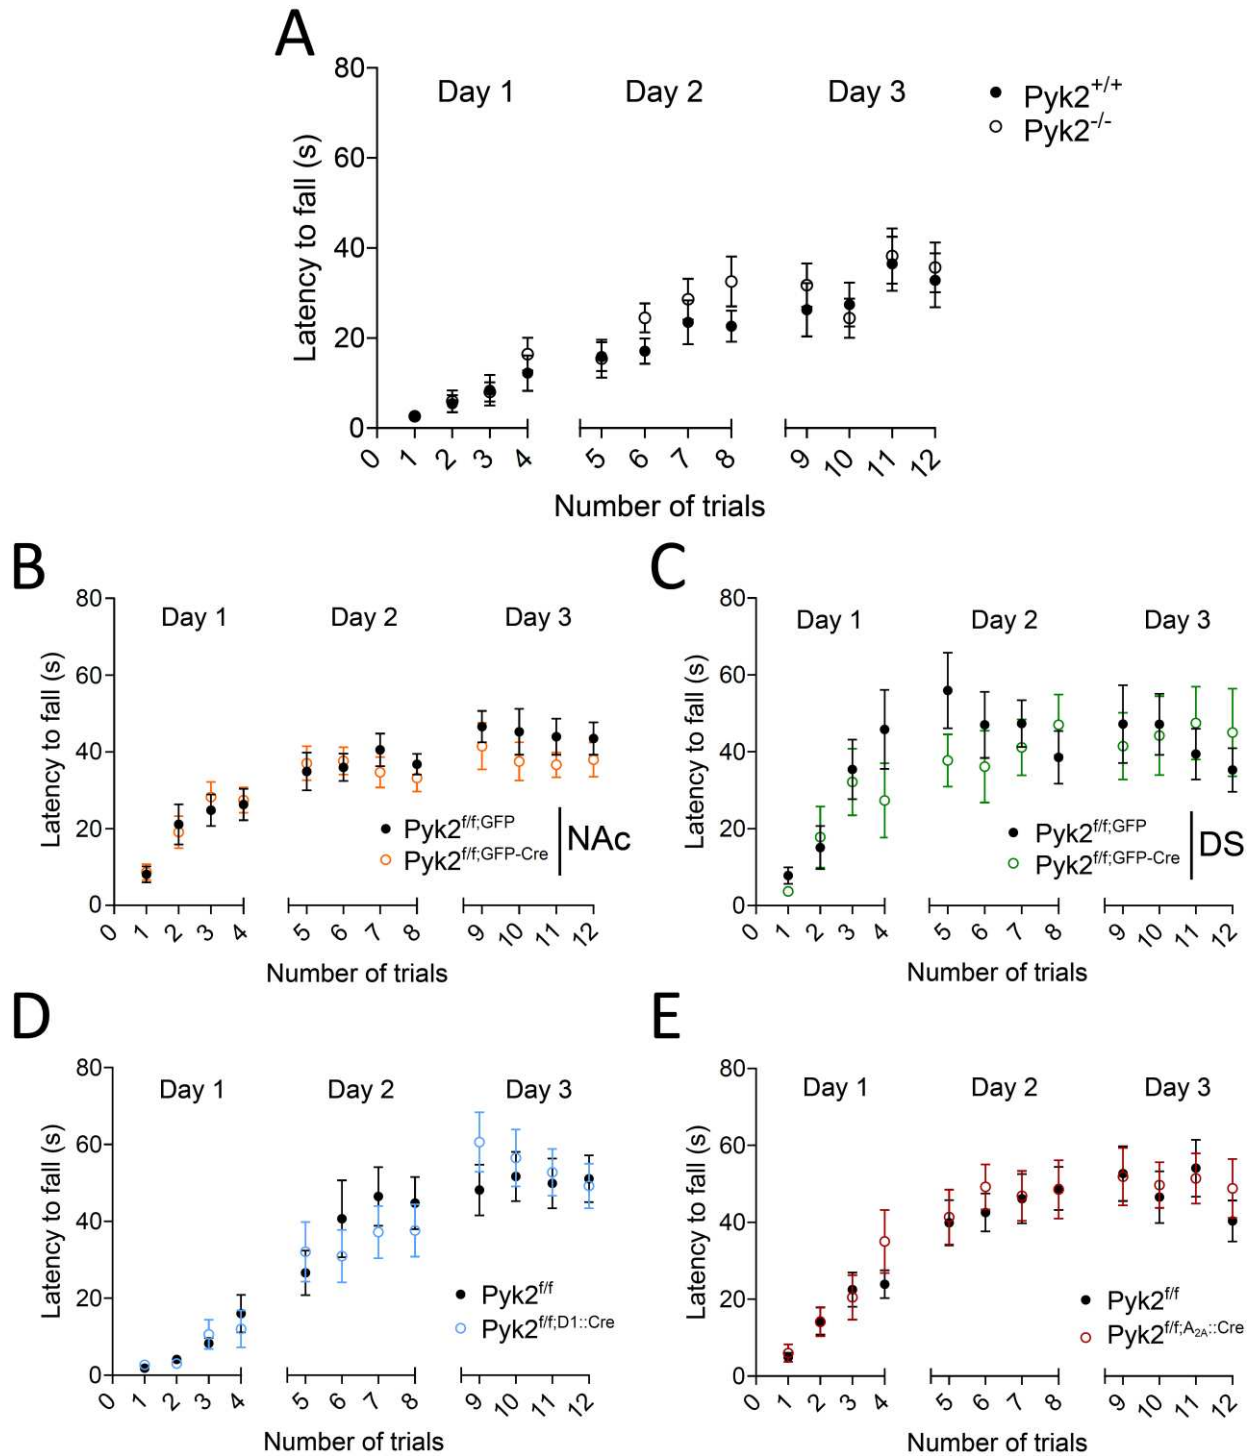 A
80
60
40
20
0
Latency to fall (s)
Day 1
Day 2
Day 3
Pyk2+/+
Pyk2-/-
0 1 2 3 4 5 6 7 8 9 10 11 12
Number of trials
B
80
60
40
20
0
Latency to fall (s)
Day 1
Day 2
Day 3
Pyk2f/f;GFP
Pyk2f/f;GFP-Cre
NAc
0 1 2 3 4 5 6 7 8 9 10 11 12
Number of trials
C
80
60
40
20
0
Latency to fall (s)
Day 1
Day 2
Day 3
Pyk2f/f;GFP
Pyk2f/f;GFP-Cre
DS
0 1 2 3 4 5 6 7 8 9 10 11 12
Number of trials
D
80
60
40
20
0
Latency to fall (s)
Day 1
Day 2
Day 3
Pyk2f/f
Pyk2f/f;D1::Cre
0 1 2 3 4 5 6 7 8 9 10 11 12
Number of trials
E
80
60
40
20
0
Latency to fall (s)
Day 1
Day 2
Day 3
Pyk2f/f
Pyk2f/f;A2A::Cre
0 1 2 3 4 5 6 7 8 9 10 11 12
Number of trials